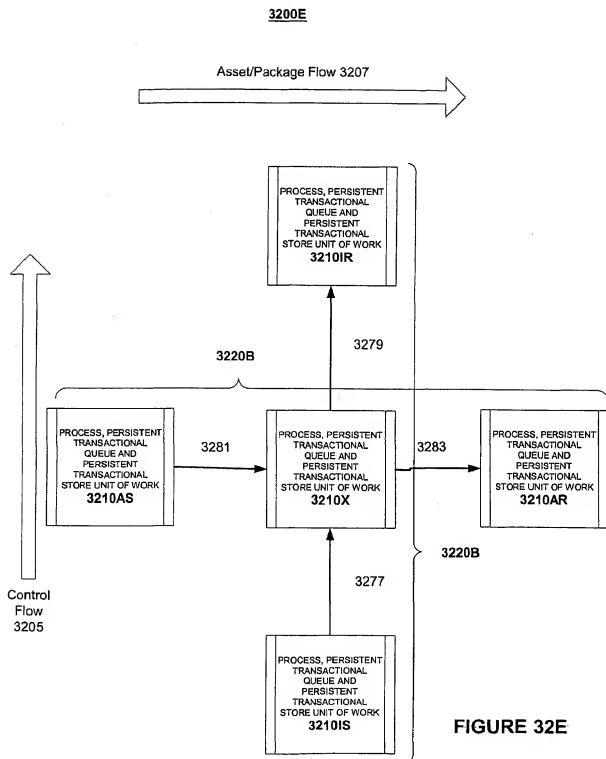 3200E
Asset/Package Flow 3207
PROCESS, PERSISTENT
TRANSACTIONAL
QUEUE AND
PERSISTENT
TRANSACTIONAL
STORE UNIT OF WORK
3210IR
3279
3220B
PROCESS, PERSISTENT
TRANSACTIONAL
QUEUE AND
PERSISTENT
TRANSACTIONAL
STORE UNIT OF WORK
3210AS
3281
PROCESS, PERSISTENT
TRANSACTIONAL
QUEUE AND
PERSISTENT
TRANSACTIONAL
STORE UNIT OF WORK
3210X
3283
PROCESS, PERSISTENT
TRANSACTIONAL
QUEUE AND
PERSISTENT
TRANSACTIONAL
STORE UNIT OF WORK
3210AR
3220B
3277
Control
Flow
3205
PROCESS, PERSISTENT
TRANSACTIONAL
QUEUE AND
PERSISTENT
TRANSACTIONAL
STORE UNIT OF WORK
3210IS
FIGURE 32E